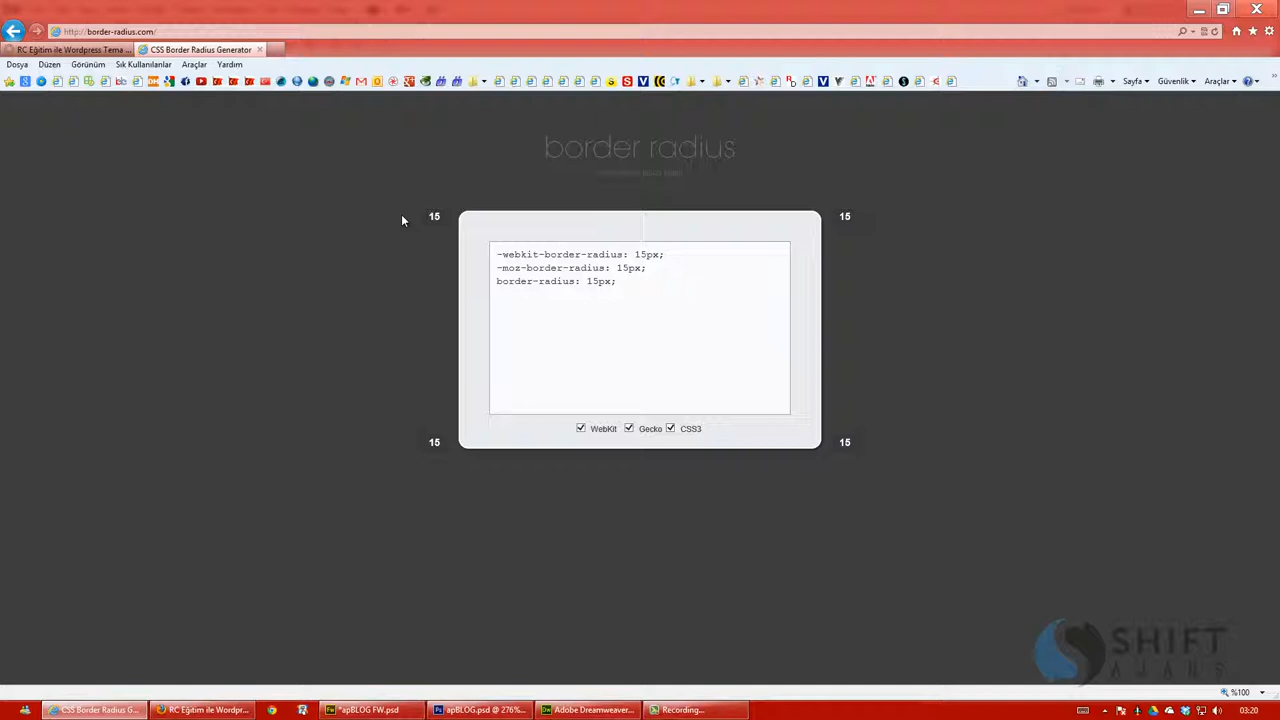 http://border-radius.com/
RC Eğitim ile Wordpress Tema ...
CSS Border Radius Generator
Dosya Düzen Görünüm Sık Kullanılanlar Araçlar Yardım
Sayfa Güvenlik Araçlar
border radius
15 15
-webkit-border-radius: 15px;
-moz-border-radius: 15px;
border-radius: 15px;
WebKit Gecko CSS3
15 15
SHIFT
AJANS
%100
CSS Border Radius G... RC Eğitim ile Wordpr... *apBLOG FW.psd apBLOG.psd @ 276%... Adobe Dreamweaver... Recording... 03:20